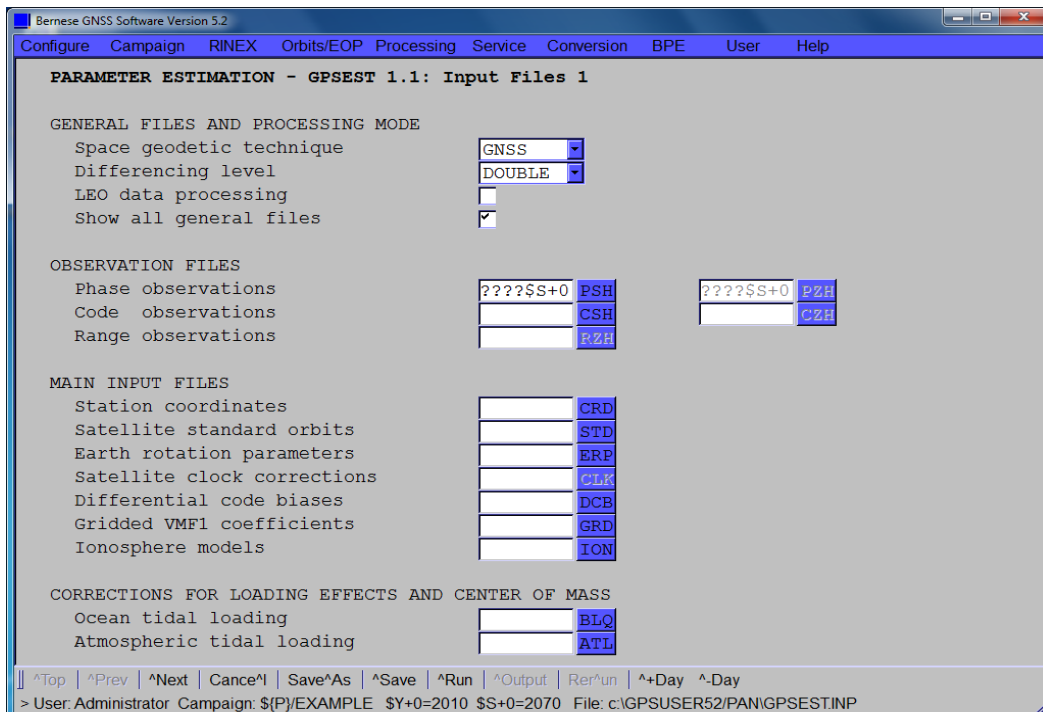 Bernese GNSS Software Version 5.2
Configure Campaign RINEX Orbits/EOP Processing Service Conversion BPE User Help
PARAMETER ESTIMATION - GPSEST 1.1: Input Files 1
GENERAL FILES AND PROCESSING MODE
Space geodetic technique GNSS
Differencing level DOUBLE
LEO data processing
Show all general files
OBSERVATION FILES
Phase observations ????$S+0 PSH ????$S+0 PZH
Code observations CSH CZH
Range observations RZH
MAIN INPUT FILES
Station coordinates CRD
Satellite standard orbits STD
Earth rotation parameters ERP
Satellite clock corrections CLK
Differential code biases DCB
Gridded VMF1 coefficients GRD
Ionosphere models ION
CORRECTIONS FOR LOADING EFFECTS AND CENTER OF MASS
Ocean tidal loading BLQ
Atmospheric tidal loading ATL
^Top | ^Prev | ^Next | Cance^l | Save^As | ^Save | ^Run | ^Output | Rer^un | ^+Day ^-Day
> User: Administrator Campaign: ${P}/EXAMPLE $Y+0=2010 $S+0=2070 File: c:\GPSUSER52/PAN\GPSEST.INP